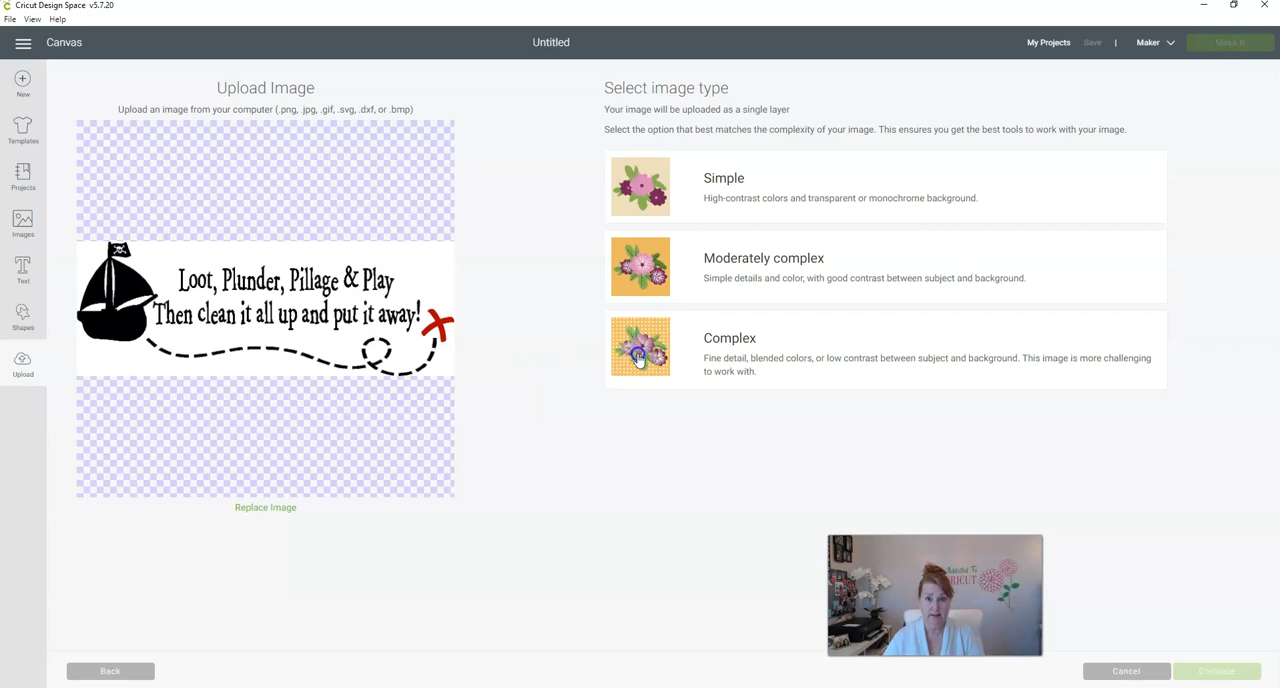 Cricut Design Space v5.7.20
File View Help
Canvas
Untitled
My Projects Save | Maker Make It
New
Templates
Projects
Images
Text
Shapes
Upload
Upload Image
Upload an image from your computer (.png, .jpg, .gif, .svg, .dxf, or .bmp)
Loot, Plunder, Pillage & Play
Then clean it all up and put it away!
Replace Image
Select image type
Your image will be uploaded as a single layer
Select the option that best matches the complexity of your image. This ensures you get the best tools to work with your image.
Simple
High-contrast colors and transparent or monochrome background.
Moderately complex
Simple details and color, with good contrast between subject and background.
Complex
Fine detail, blended colors, or low contrast between subject and background. This image is more challenging
to work with.
Addicted To
CRICUT
Back
Cancel
Continue